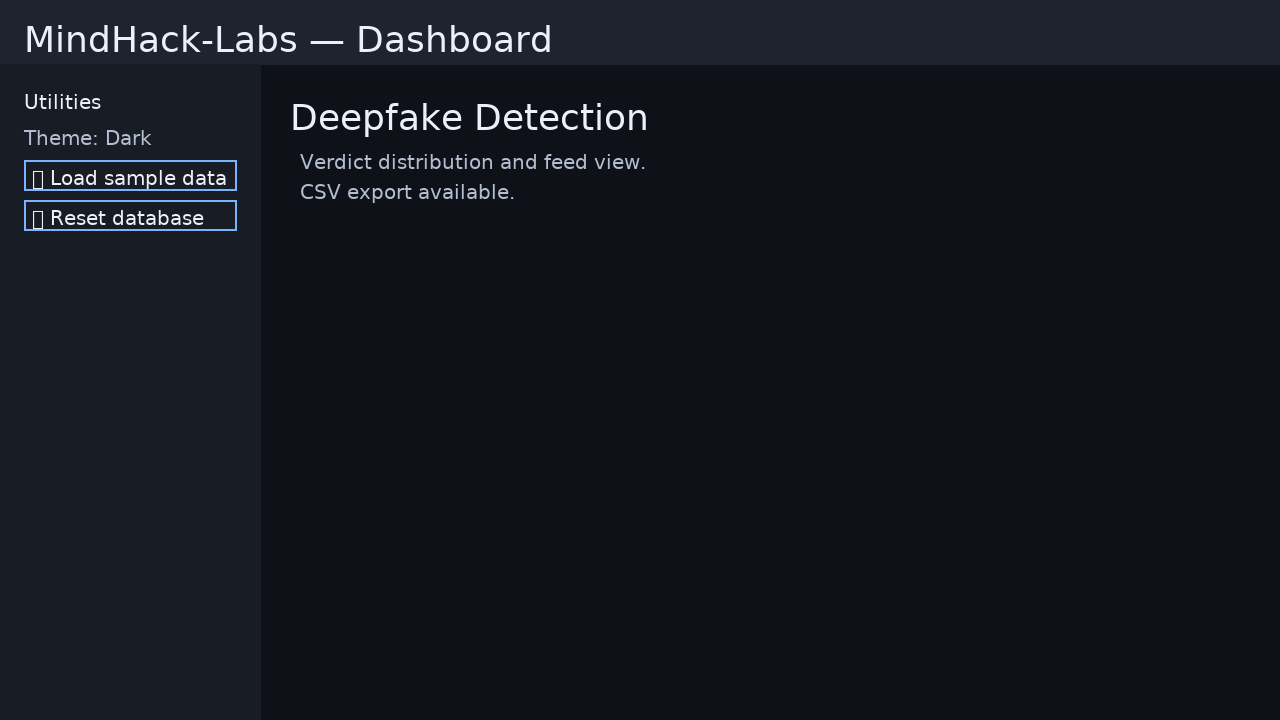 MindHack-Labs — Dashboard
Utilities
Theme: Dark
Load sample data
Reset database
Deepfake Detection
Verdict distribution and feed view.
CSV export available.